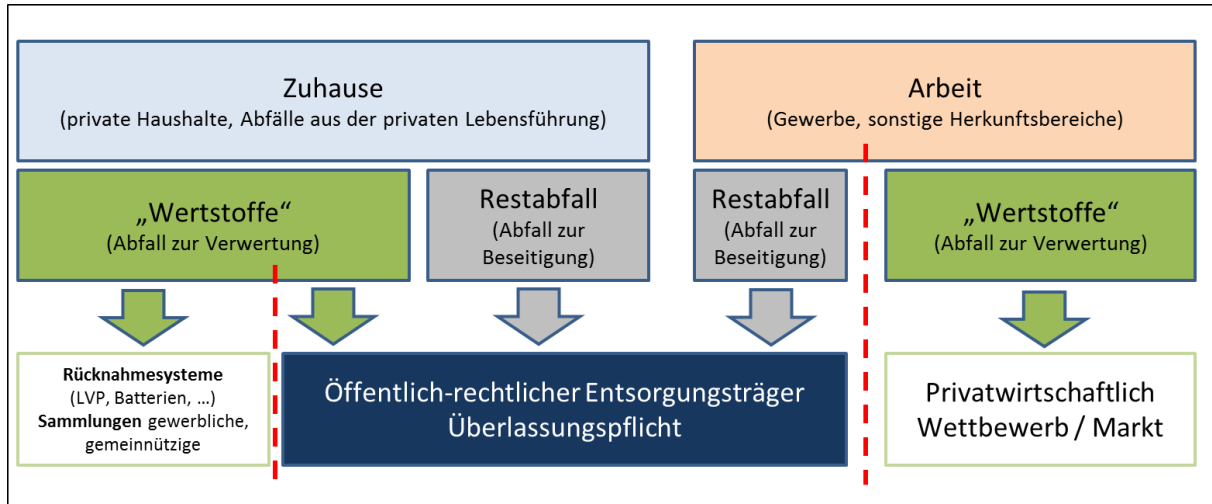 Zuhause
(private Haushalte, Abfälle aus der privaten Lebensführung)
Arbeit
(Gewerbe, sonstige Herkunftsbereiche)
„Wertstoffe“
(Abfall zur Verwertung)
Restabfall
(Abfall zur
Beseitigung)
Restabfall
(Abfall zur
Beseitigung)
„Wertstoffe“
(Abfall zur Verwertung)
Rücknahmesysteme
(LVP, Batterien, …)
Sammlungen gewerbliche,
gemeinnützige
Öffentlich-rechtlicher Entsorgungsträger
Überlassungspflicht
Privatwirtschaftlich
Wettbewerb / Markt